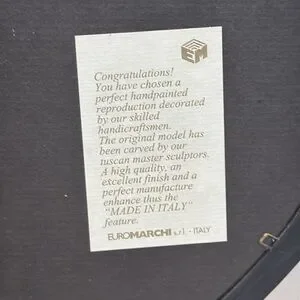 EM
Congratulations!
You have chosen a
perfect handpainted
reproduction decorated
by our skilled
handicraftsmen.
The original model has
been carved by our
tuscan master sculptors.
A high quality, an
excellent finish and a
perfect manufacture
enhance thus the
"MADE IN ITALY"
feature.
EUROMARCHI s.r.l. - ITALY